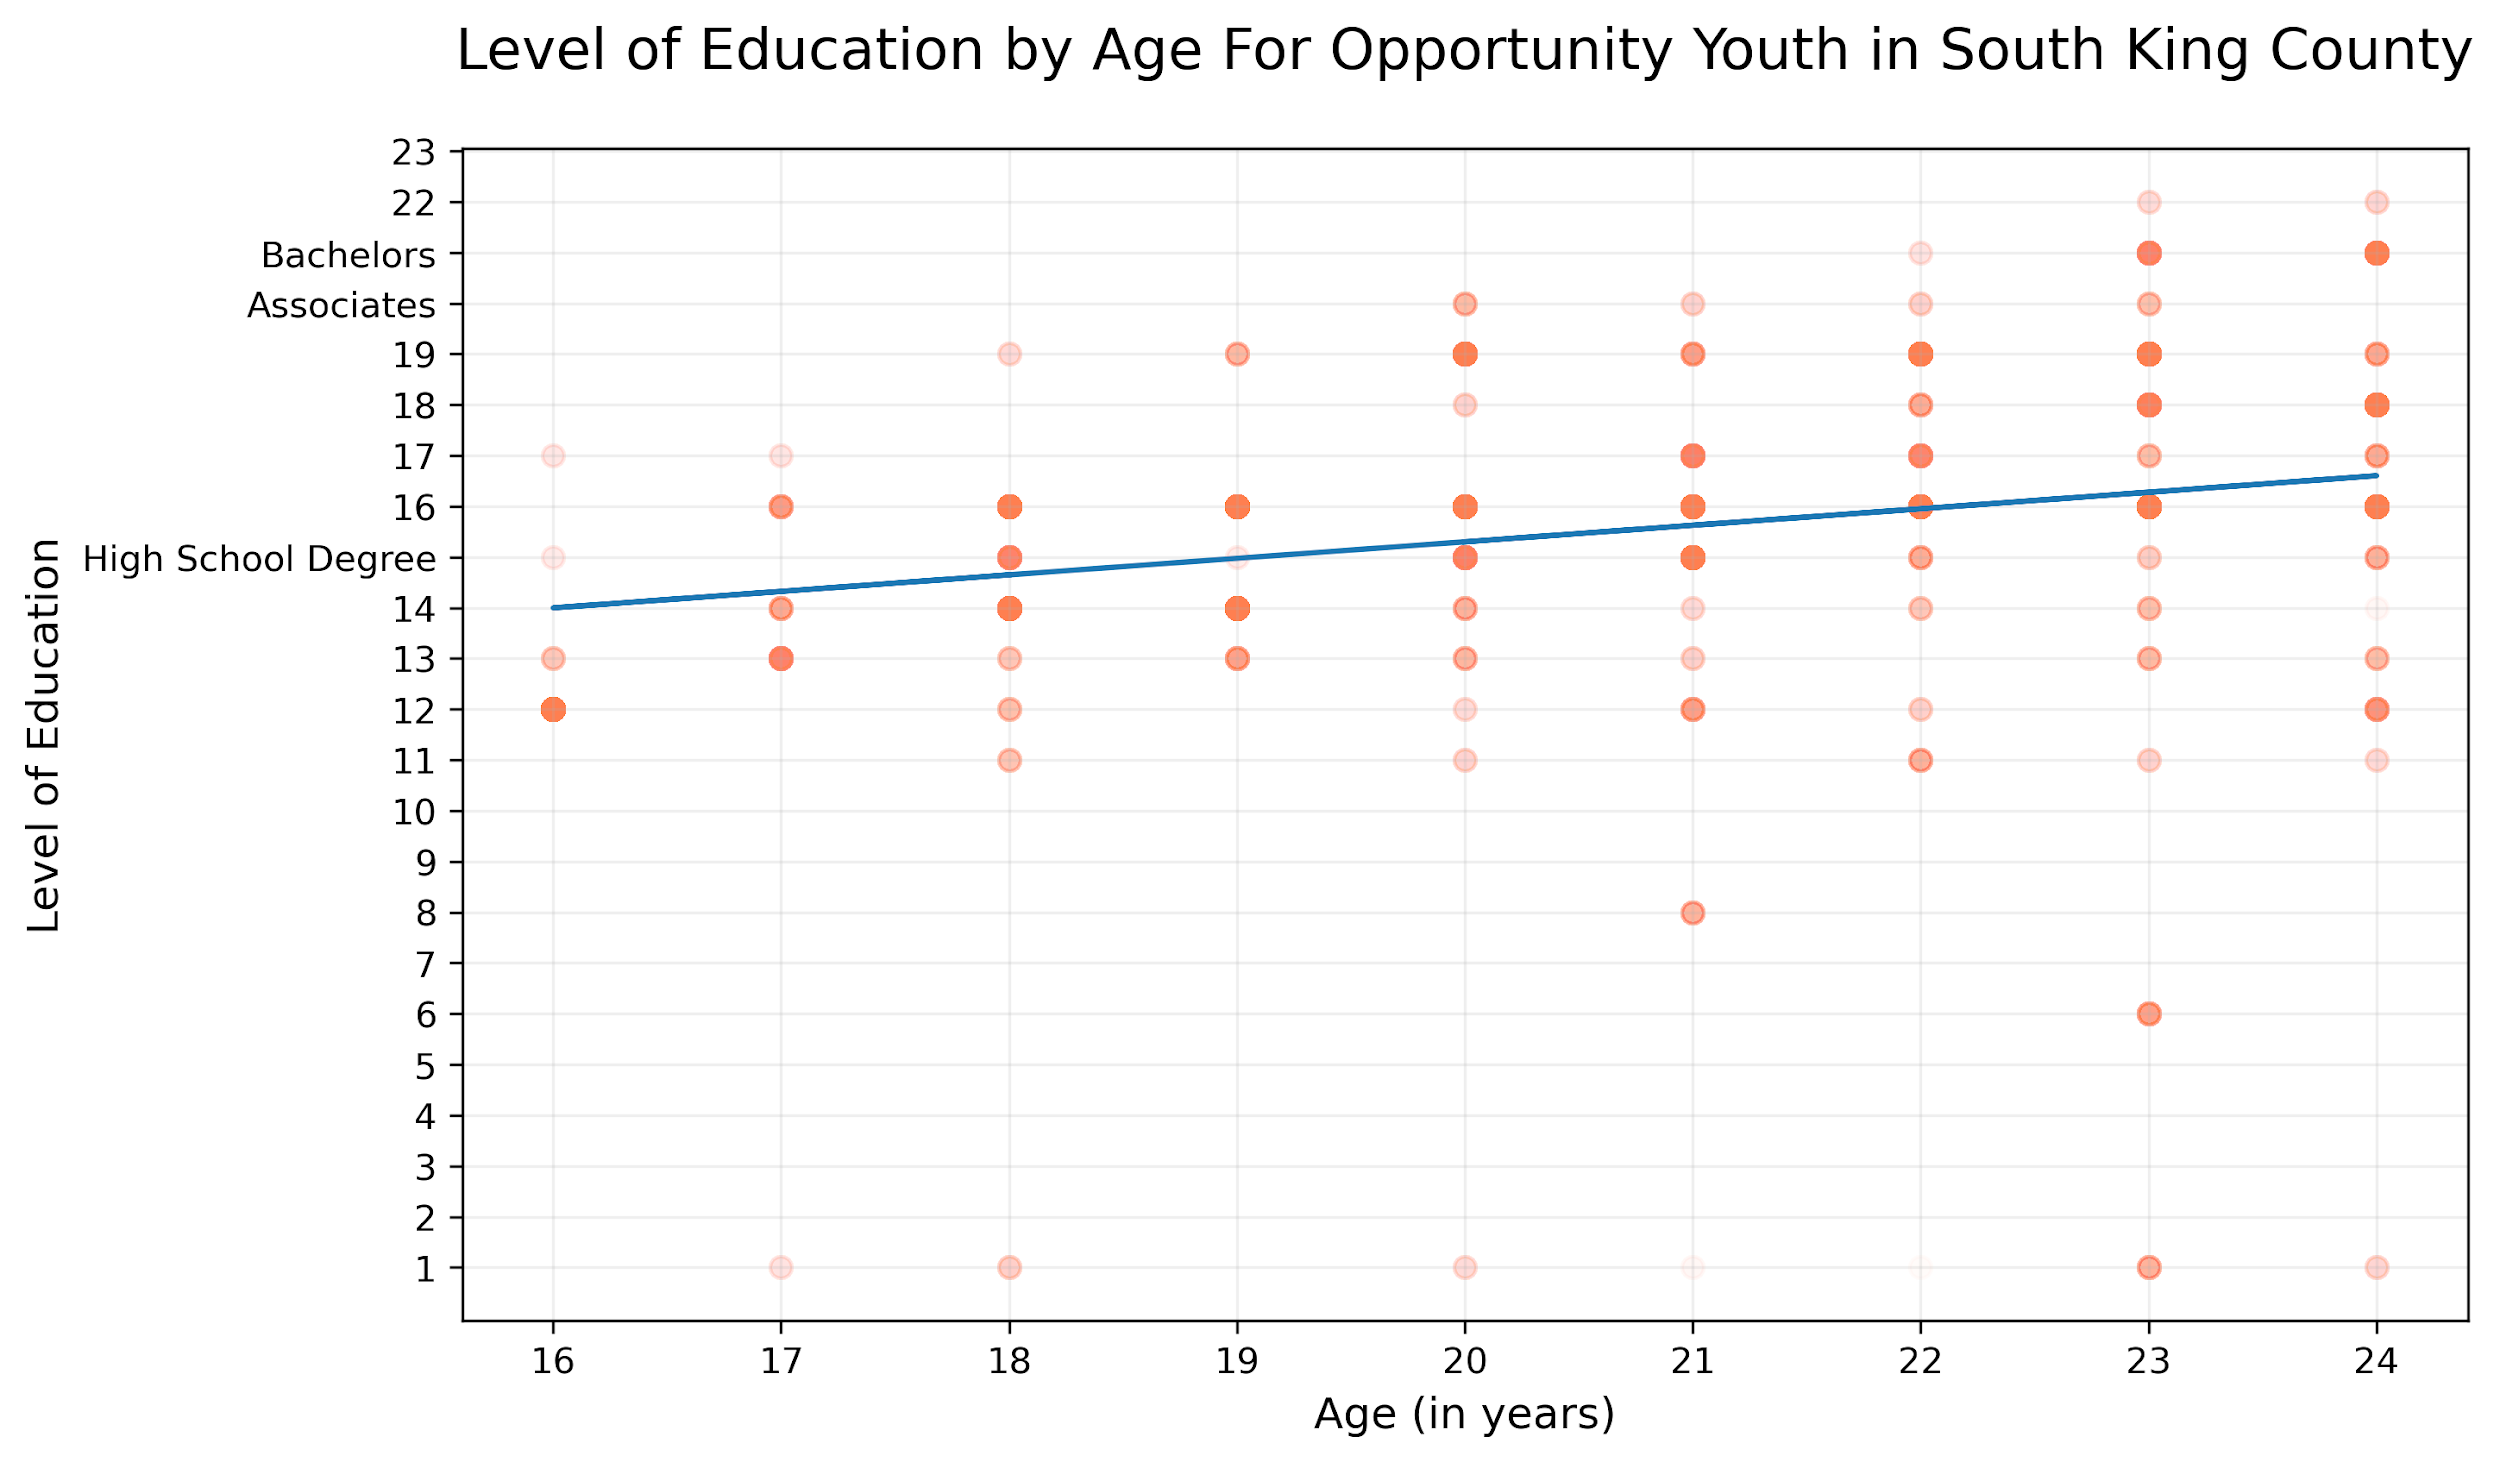 Level of Education by Age For Opportunity Youth in South King County
23
22
Bachelors
Associates
19
18
17
16
High School Degree
14
13
12
11
10
9
8
7
6
5
4
3
2
1
Level of Education
16 17 18 19 20 21 22 23 24
Age (in years)